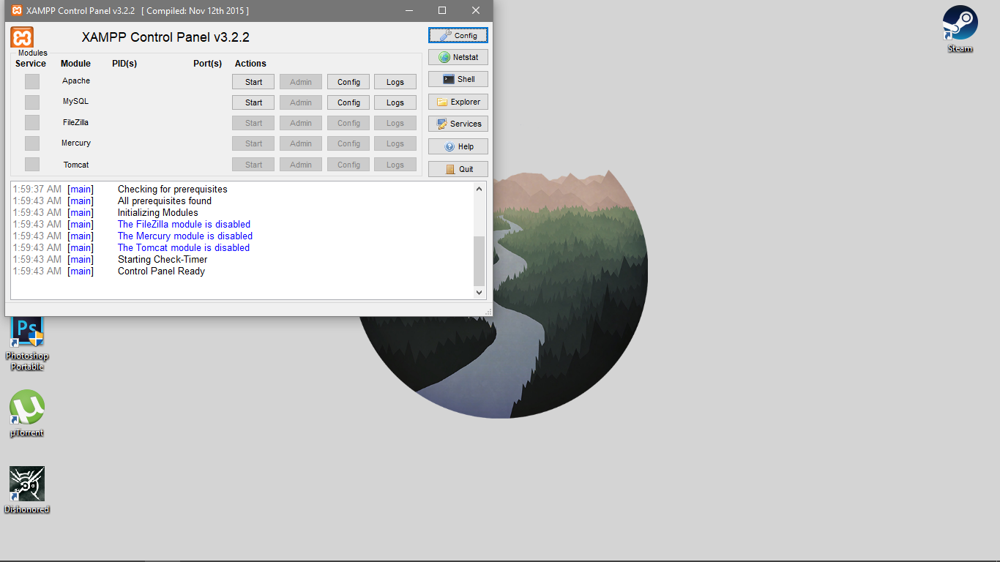 XAMPP Control Panel v3.2.2 [ Compiled: Nov 12th 2015 ]
XAMPP Control Panel v3.2.2
Config
Modules
Service Module PID(s) Port(s) Actions
Netstat
Apache Start Admin Config Logs
Shell
MySQL Start Admin Config Logs
Explorer
FileZilla Start Admin Config Logs
Services
Mercury Start Admin Config Logs
Help
Tomcat Start Admin Config Logs
Quit
1:59:37 AM [main] Checking for prerequisites
1:59:43 AM [main] All prerequisites found
1:59:43 AM [main] Initializing Modules
1:59:43 AM [main] The FileZilla module is disabled
1:59:43 AM [main] The Mercury module is disabled
1:59:43 AM [main] The Tomcat module is disabled
1:59:43 AM [main] Starting Check-Timer
1:59:43 AM [main] Control Panel Ready
Steam
Ps
Photoshop
Portable
µTorrent
Dishonored